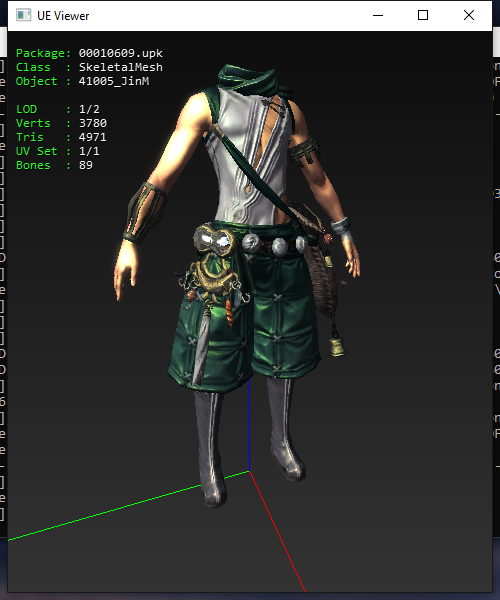 UE Viewer
Package: 00010609.upk
Class : SkeletalMesh
Object : 41005_JinM
LOD : 1/2
Verts : 3780
Tris : 4971
UV Set : 1/1
Bones : 89